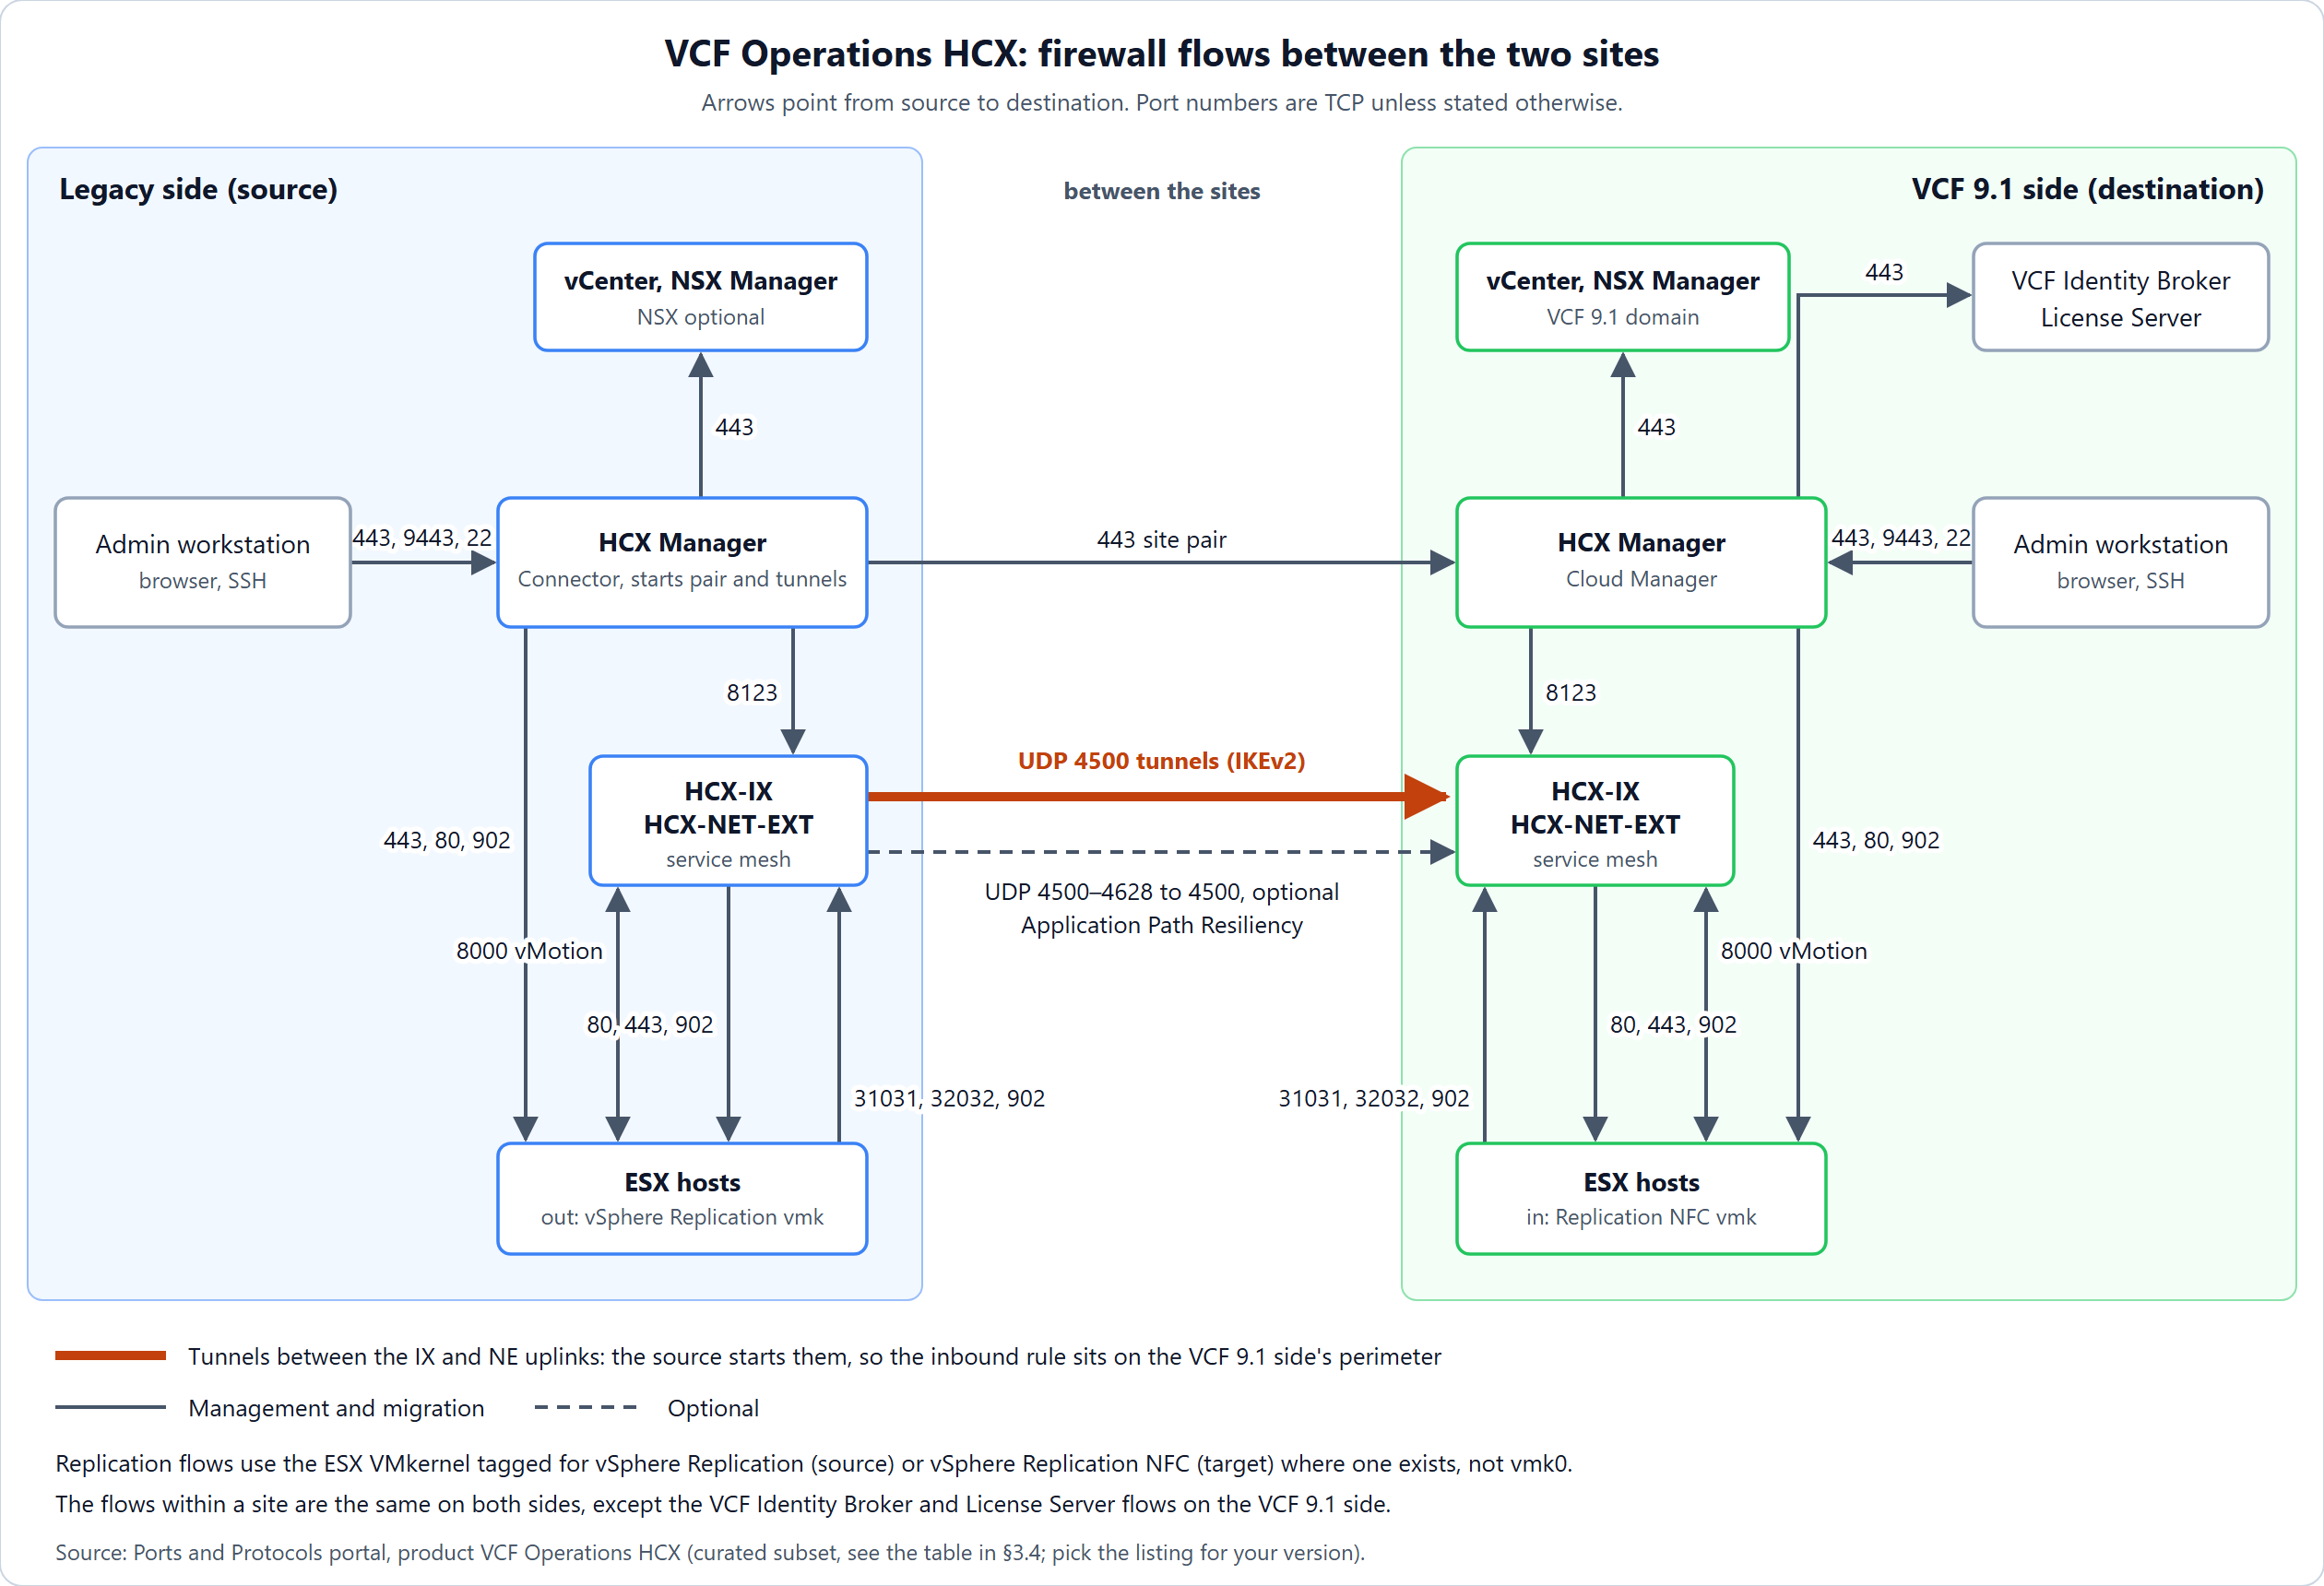 VCF Operations HCX: firewall flows between the two sites
Arrows point from source to destination. Port numbers are TCP unless stated otherwise.
Legacy side (source)
between the sites
VCF 9.1 side (destination)
vCenter, NSX Manager
NSX optional
vCenter, NSX Manager
VCF 9.1 domain
443
VCF Identity Broker
License Server
443
443
Admin workstation
browser, SSH
443, 9443, 22
HCX Manager
Connector, starts pair and tunnels
443 site pair
HCX Manager
Cloud Manager
443, 9443, 22
Admin workstation
browser, SSH
8123
8123
UDP 4500 tunnels (IKEv2)
HCX-IX
HCX-NET-EXT
service mesh
HCX-IX
HCX-NET-EXT
service mesh
443, 80, 902
443, 80, 902
UDP 4500–4628 to 4500, optional
Application Path Resiliency
8000 vMotion
8000 vMotion
80, 443, 902
80, 443, 902
31031, 32032, 902
31031, 32032, 902
ESX hosts
out: vSphere Replication vmk
ESX hosts
in: Replication NFC vmk
Tunnels between the IX and NE uplinks: the source starts them, so the inbound rule sits on the VCF 9.1 side's perimeter
Management and migration
Optional
Replication flows use the ESX VMkernel tagged for vSphere Replication (source) or vSphere Replication NFC (target) where one exists, not vmk0.
The flows within a site are the same on both sides, except the VCF Identity Broker and License Server flows on the VCF 9.1 side.
Source: Ports and Protocols portal, product VCF Operations HCX (curated subset, see the table in §3.4; pick the listing for your version).